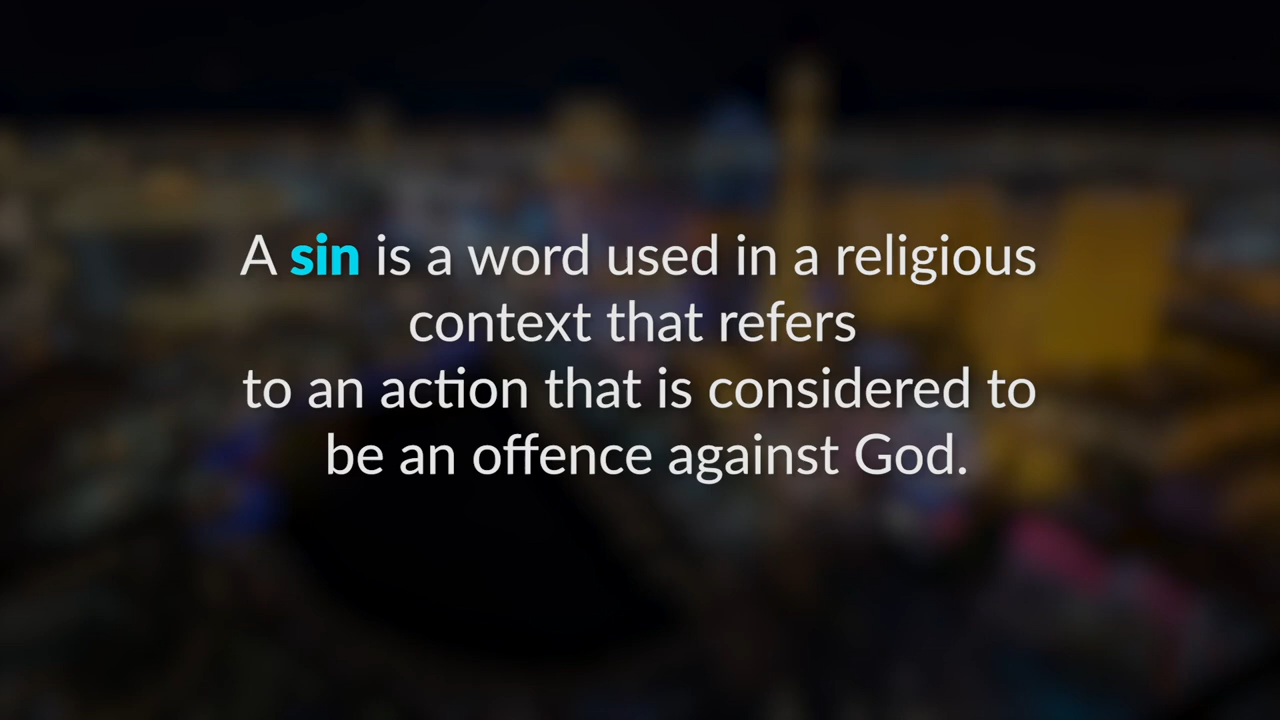 A sin is a word used in a religious
context that refers
to an action that is considered to
be an offence against God.